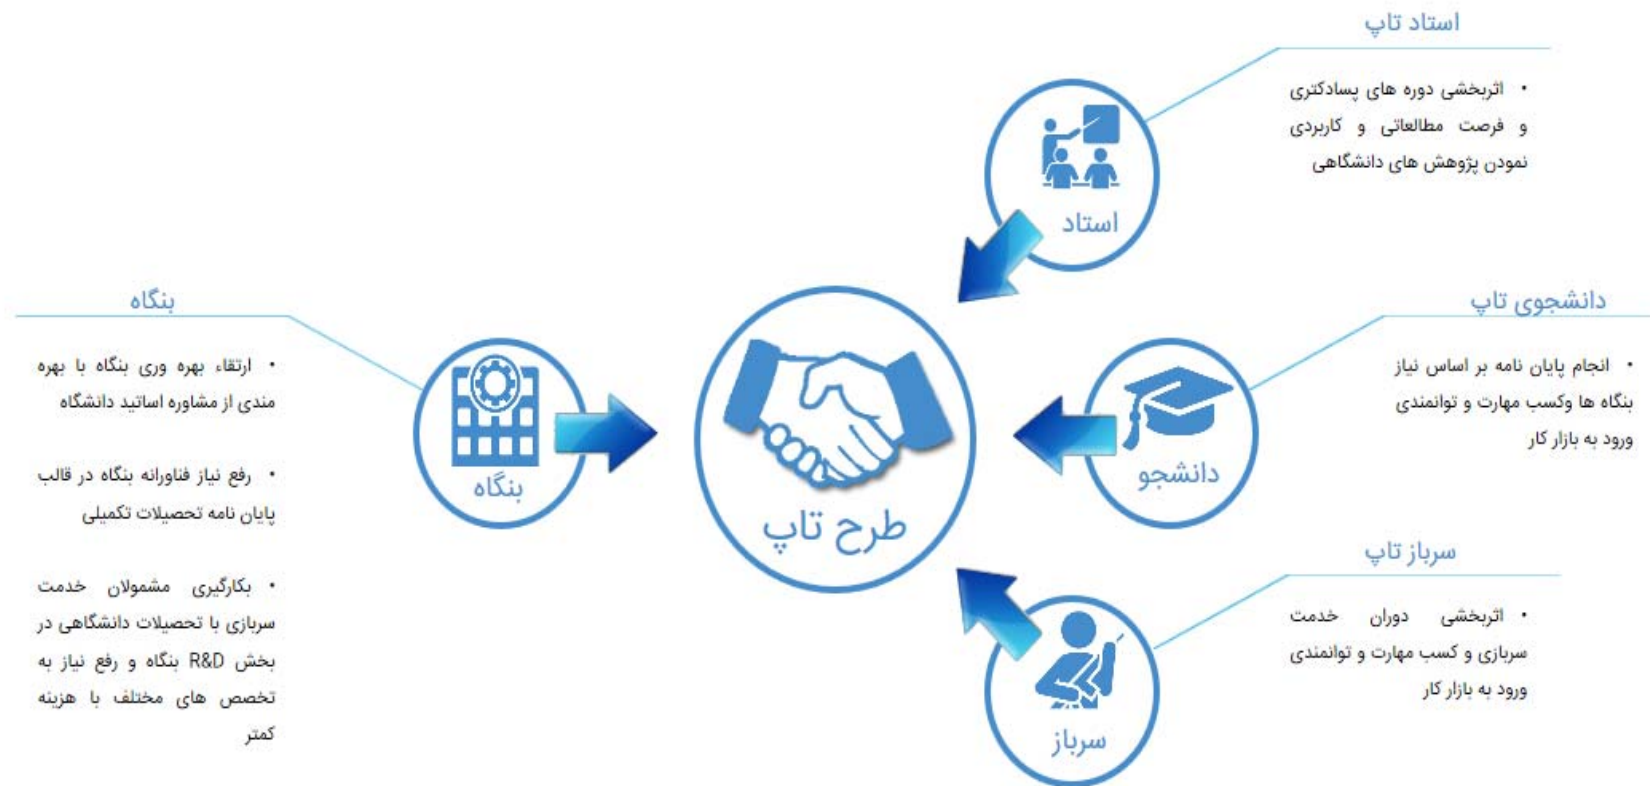 استاد تاپ
• اثربخشی دوره های پسادکتری
و فرصت مطالعاتی و کاربردی
نمودن پژوهش های دانشگاهی
استاد
دانشجوی تاپ
• انجام پایان نامه بر اساس نیاز
بنگاه ها وکسب مهارت و توانمندی
ورود به بازار کار
دانشجو
سرباز تاپ
• اثربخشی دوران خدمت
سربازی و کسب مهارت و توانمندی
ورود به بازار کار
سرباز
طرح تاپ
بنگاه
بنگاه
• ارتقاء بهره وری بنگاه با بهره
مندی از مشاوره اساتید دانشگاه
• رفع نیاز فناورانه بنگاه در قالب
پایان نامه تحصیلات تکمیلی
• بکارگیری مشمولان خدمت
سربازی با تحصیلات دانشگاهی در
بخش R&D بنگاه و رفع نیاز به
تخصص های مختلف با هزینه
کمتر